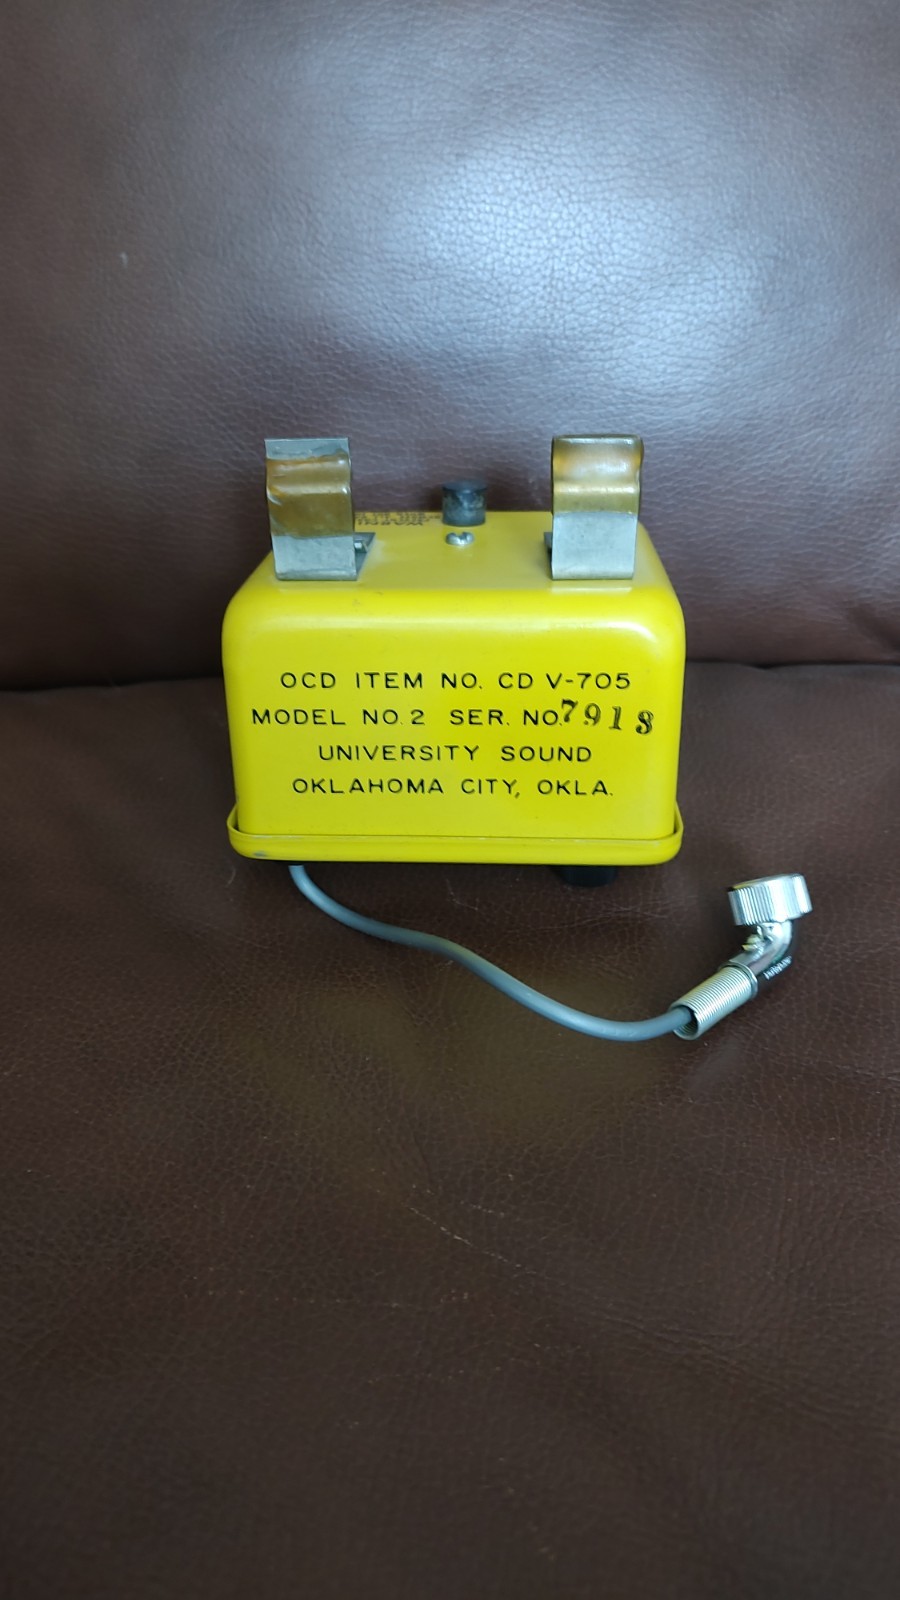 OCD ITEM NO. CD V-705
MODEL NO. 2 SER. NO. 7918
UNIVERSITY SOUND
OKLAHOMA CITY, OKLA.